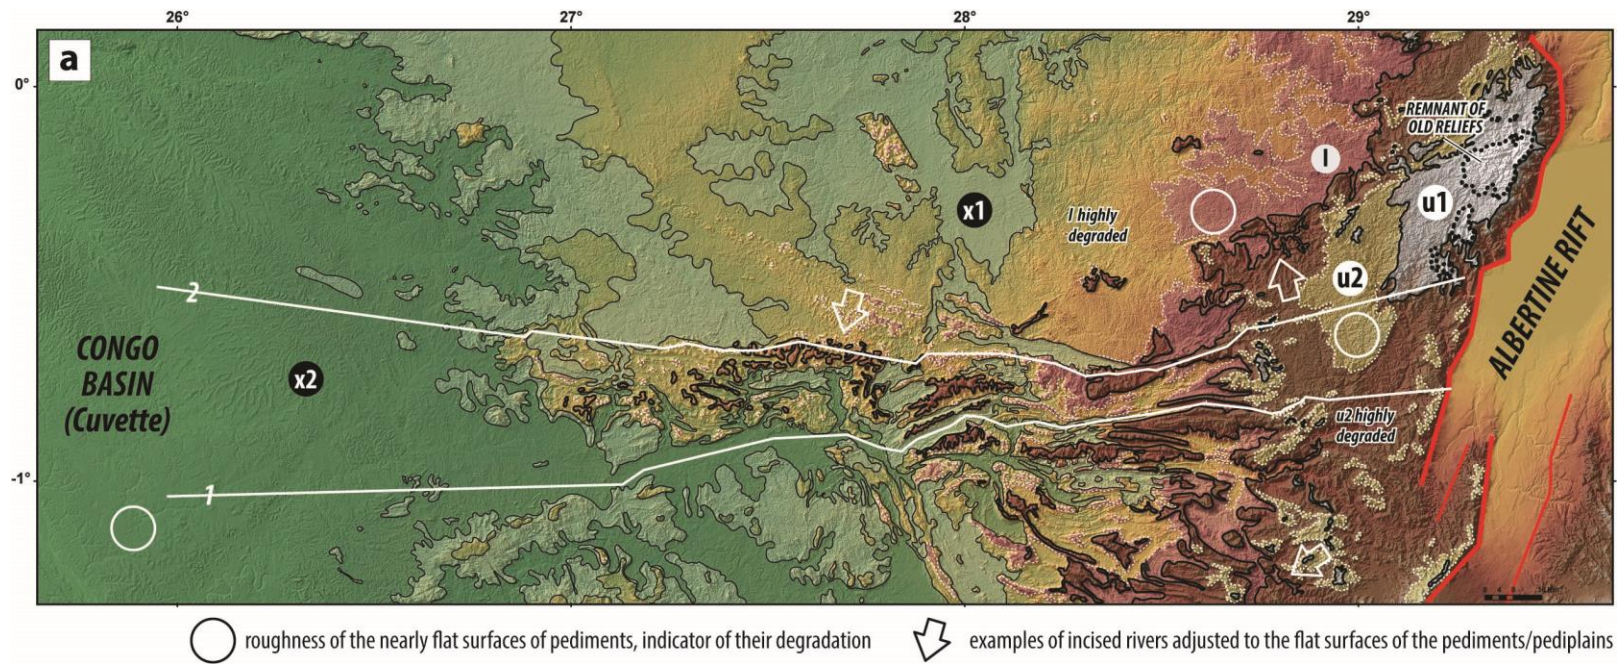 26°
27°
28°
29°
a
0°
REMNANT OF
OLD RELIEFS
l
x1
u1
l highly
degraded
u2
2
ALBERTINE RIFT
CONGO
BASIN
(Cuvette)
x2
u2 highly
degraded
-1°
1
roughness of the nearly flat surfaces of pediments, indicator of their degradation
examples of incised rivers adjusted to the flat surfaces of the pediments/pediplains